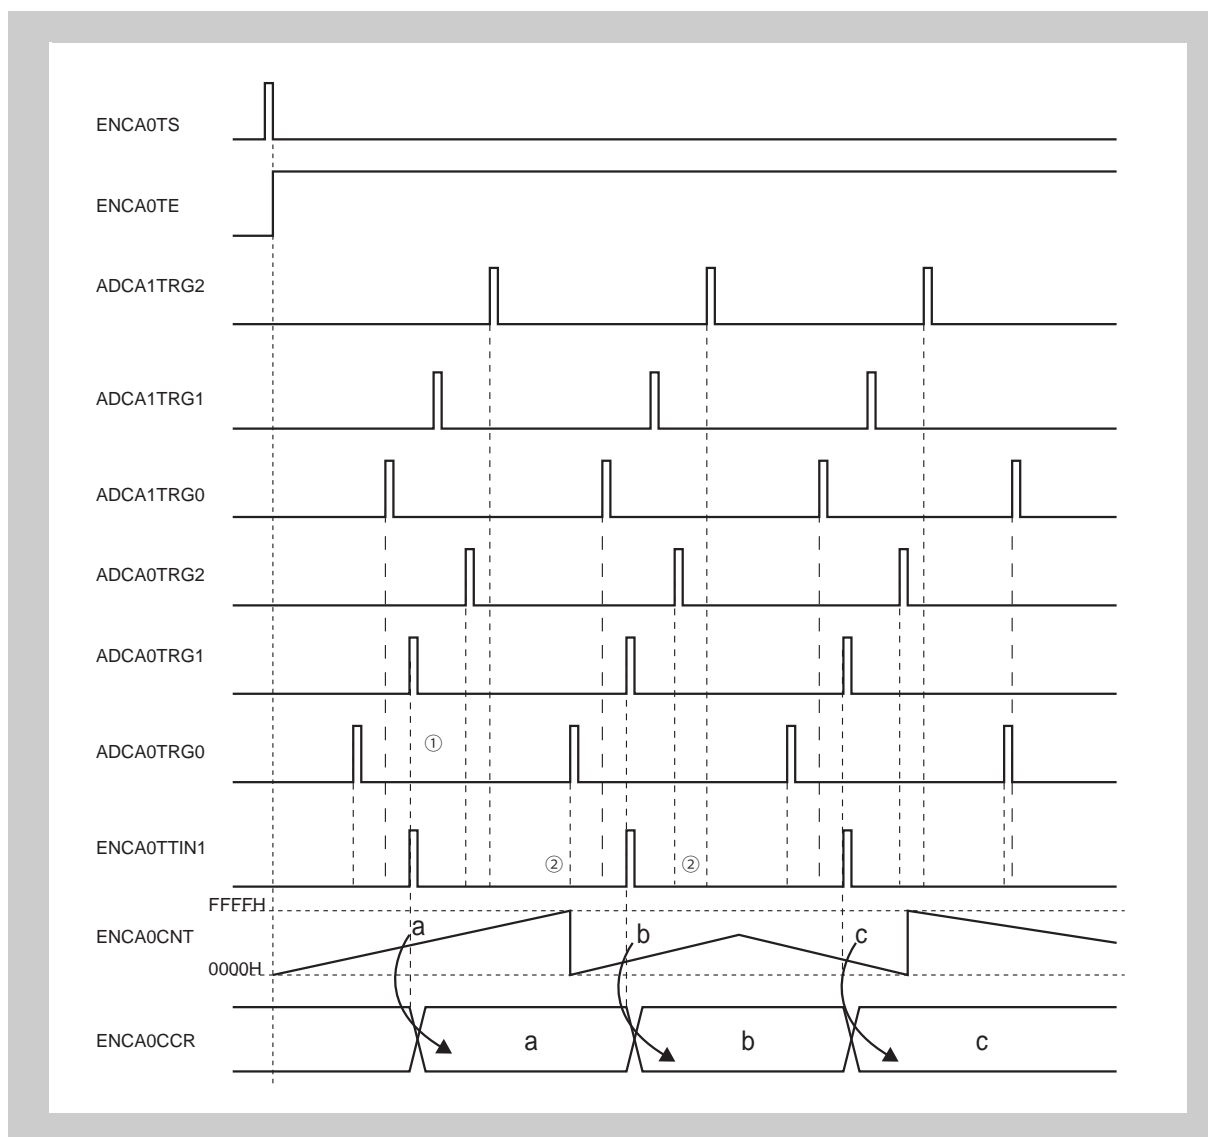 ENCA0TS
ENCA0TE
ADCA1TRG2
ADCA1TRG1
ADCA1TRG0
ADCA0TRG2
ADCA0TRG1
ADCA0TRG0
①
ENCA0TTIN1
② ②
FFFFH
ENCA0CNT
a b c
0000H
ENCA0CCR
a b c